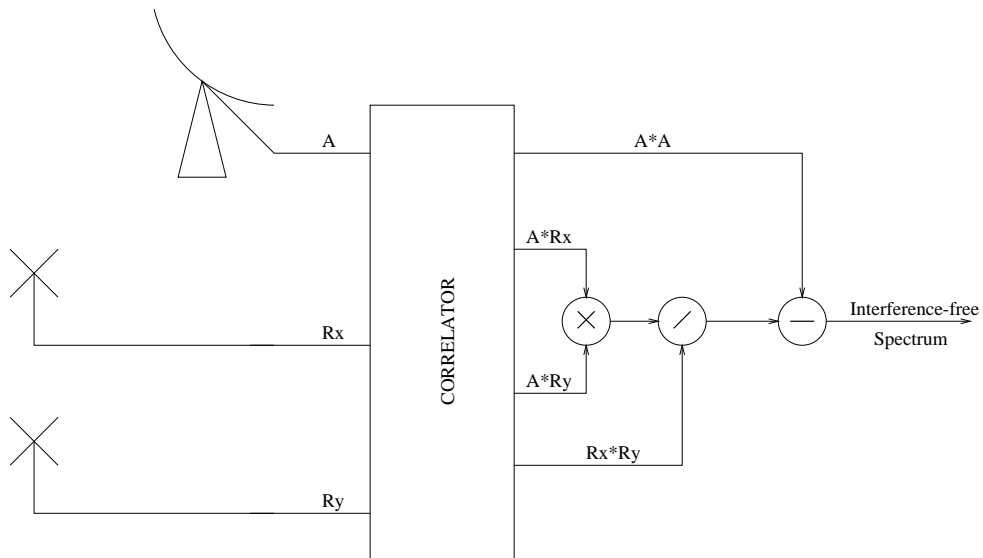 A
A*A
A*Rx
Interference-free
Spectrum
Rx
CORRELATOR
A*Ry
Rx*Ry
Ry